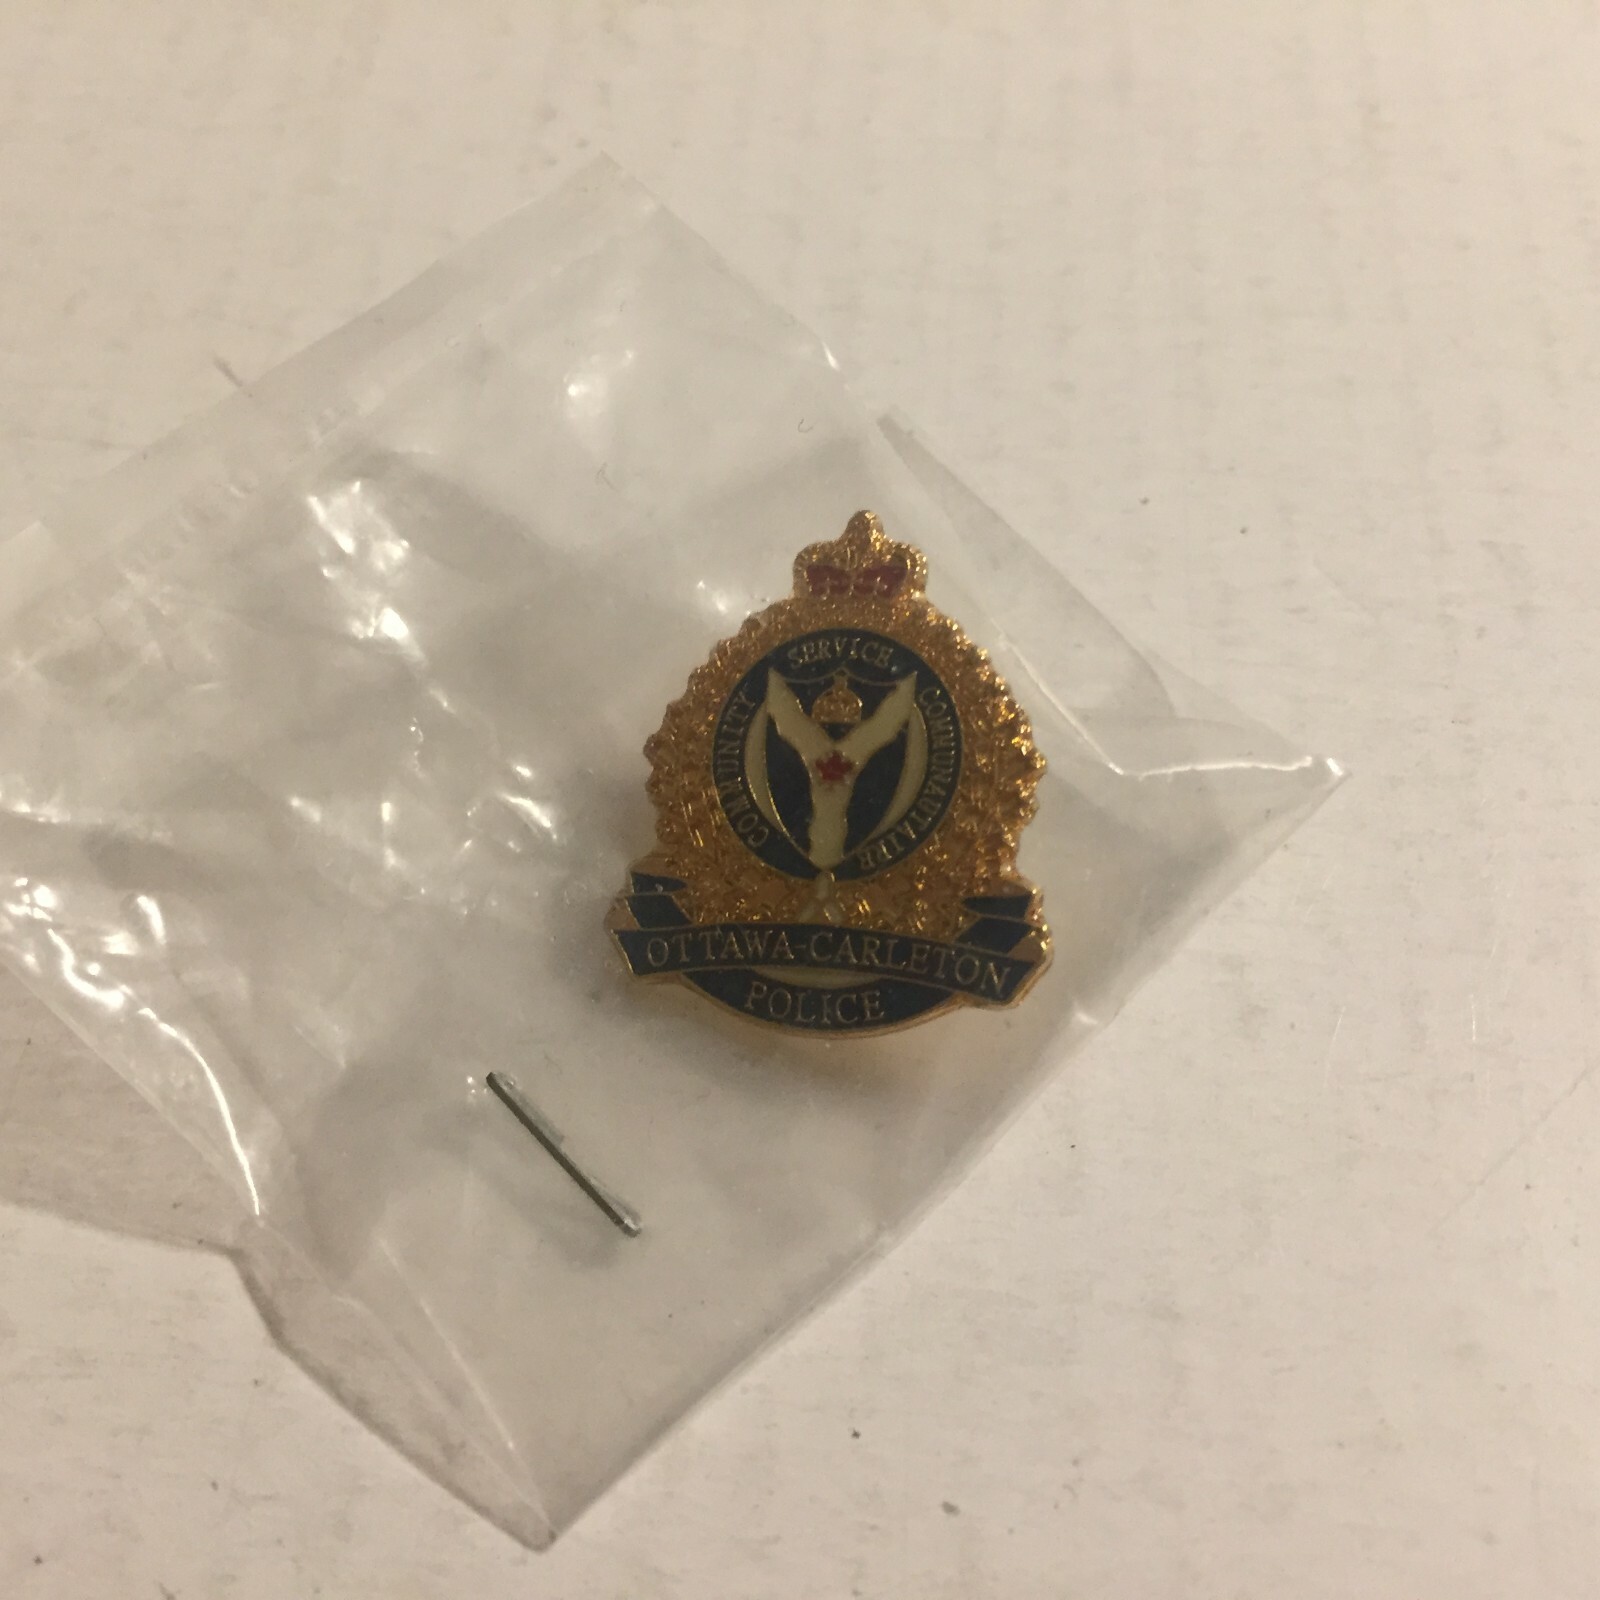 COMMUNITY SERVICE COMMUNAUTAIRE
OTTAWA-CARLETON
POLICE